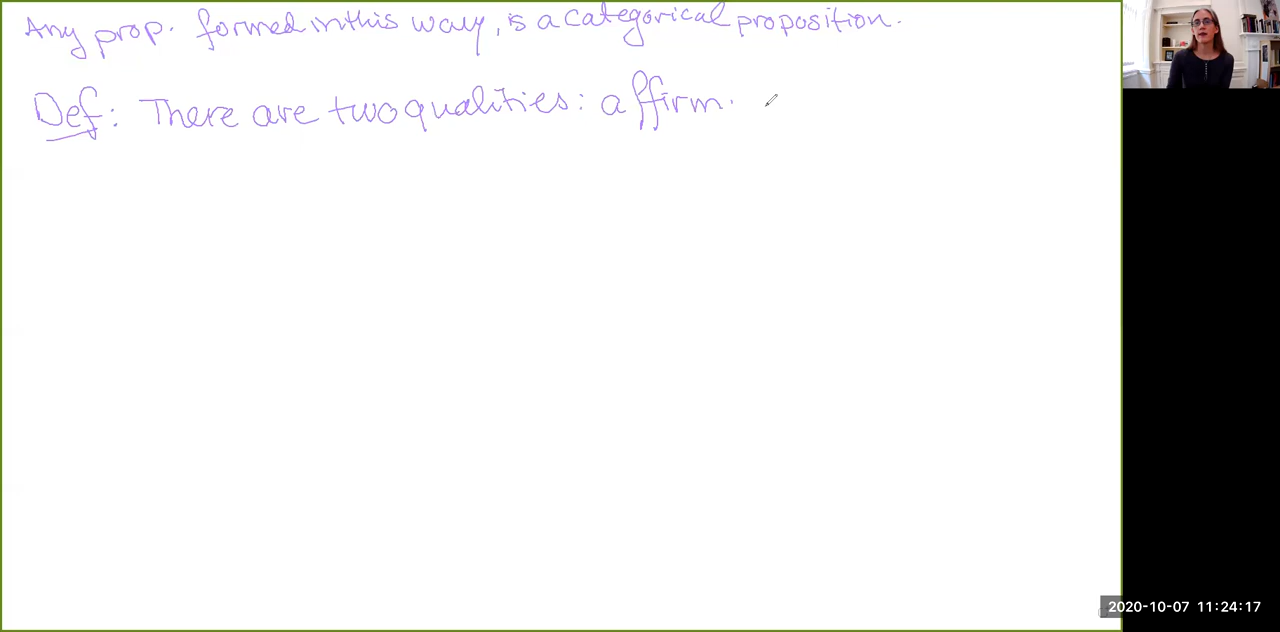 Any prop. formed in this way, is a categorical proposition.
Def: There are two qualities: affirm.
2020-10-07 11:24:17